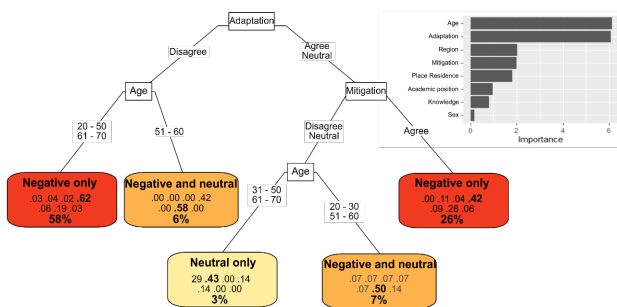 Adaptation
Disagree
Agree
Neutral
Age
Mitigation
20 - 50
61 - 70
51 - 60
Disagree
Neutral
Agree
Negative only
.03 .04 .02 .62
.06 .19 .03
58%
Negative and neutral
.00 .00 .00 .42
.00 .58 .00
6%
Age
31 - 50
61 - 70
20 - 30
51 - 60
Negative only
.00 .11 .04 .42
.09 .28 .06
26%
Neutral only
29 .43 .00 .14
.14 .00 .00
3%
Negative and neutral
.07 .07 .07 .07
.07 .50 .14
7%
Age
Adaptation
Region
Mitigation
Place Residence
Academic position
Knowledge
Sex
0 2 4 6
Importance